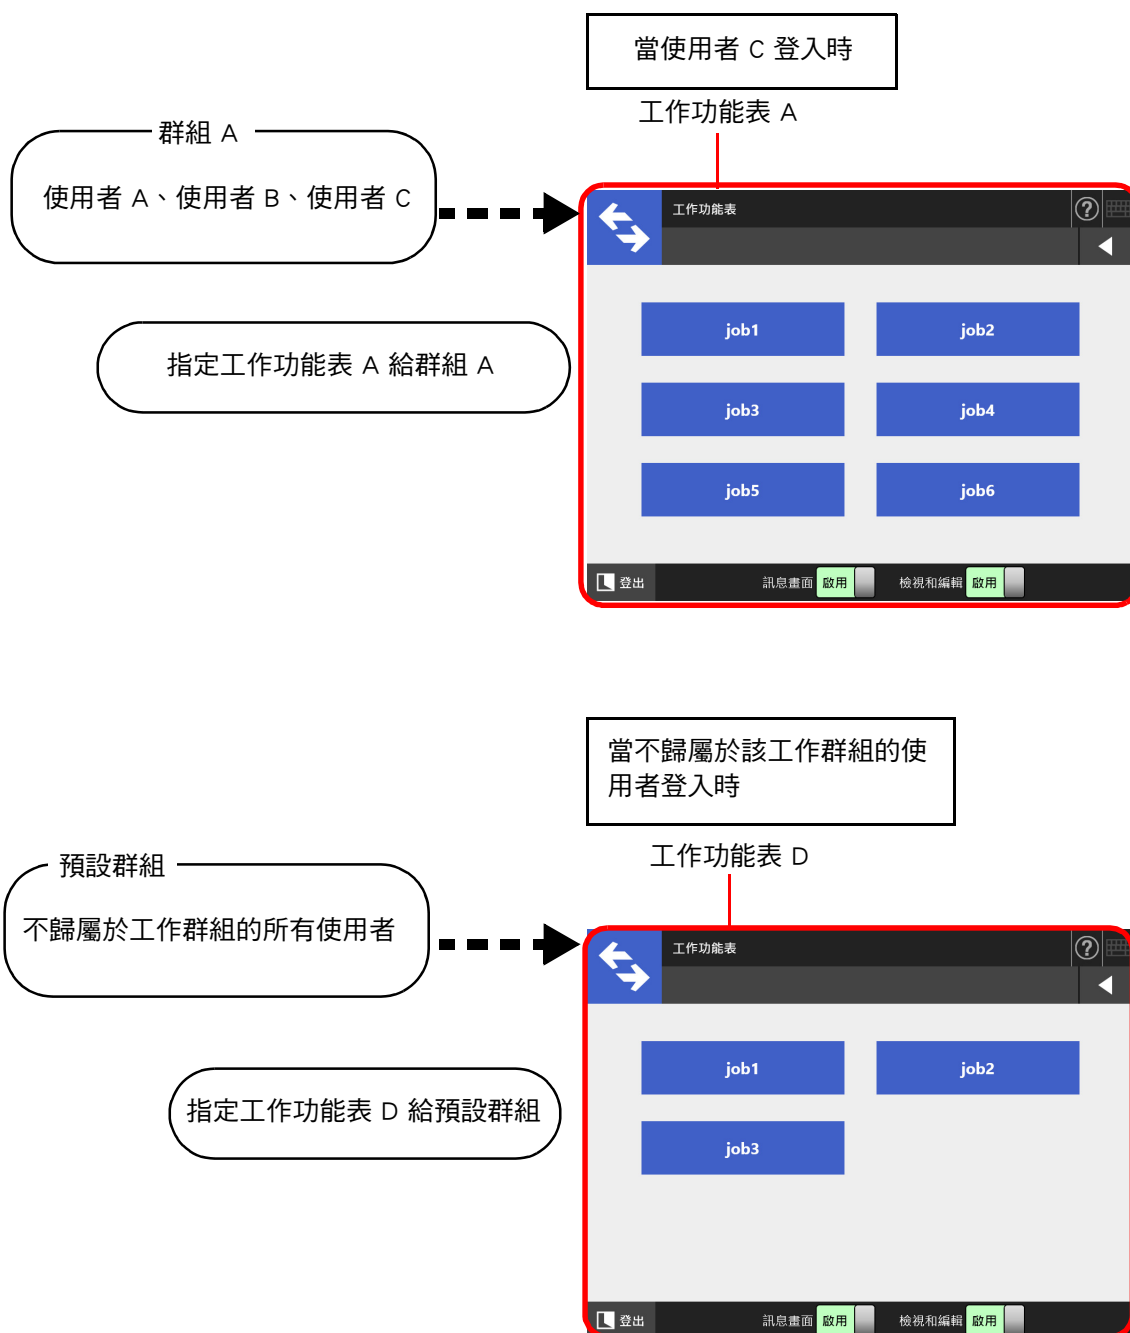 當使用者 C 登入時
工作功能表 A
群組 A
使用者 A、使用者 B、使用者 C
指定工作功能表 A 給群組 A
工作功能表
?
job1
job2
job3
job4
job5
job6
登出
訊息畫面
啟用
檢視和編輯
啟用
當不歸屬於該工作群組的使
用者登入時
工作功能表 D
預設群組
不歸屬於工作群組的所有使用者
指定工作功能表 D 給預設群組
工作功能表
?
job1
job2
job3
登出
訊息畫面
啟用
檢視和編輯
啟用